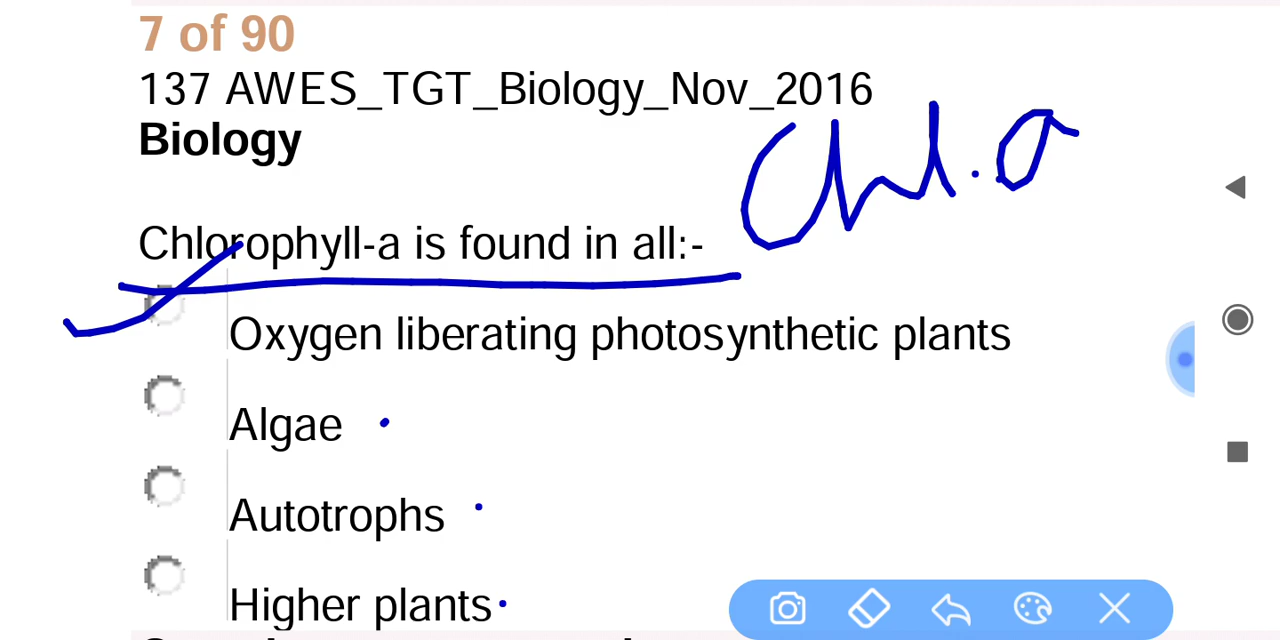 7 of 90
137 AWES_TGT_Biology_Nov_2016
Biology
Chl.a
Chlorophyll-a is found in all:-
Oxygen liberating photosynthetic plants
Algae
Autotrophs
Higher plants